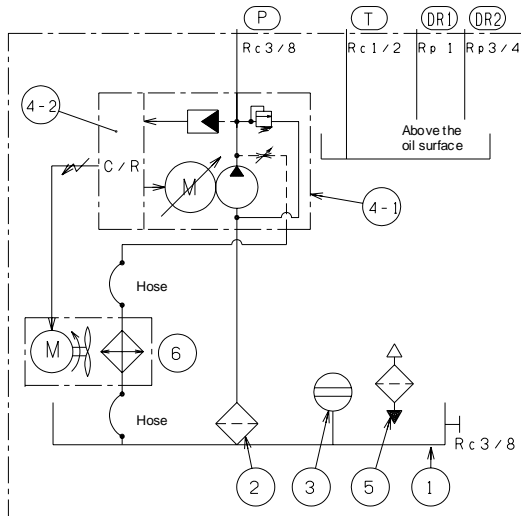 P T DR1 DR2
Rc3/8 Rc1/2 Rp 1 Rp3/4
4-2
Above the
oil surface
C/R
M
4-1
Hose
M
6
Hose
Rc3/8
2 3 5 1